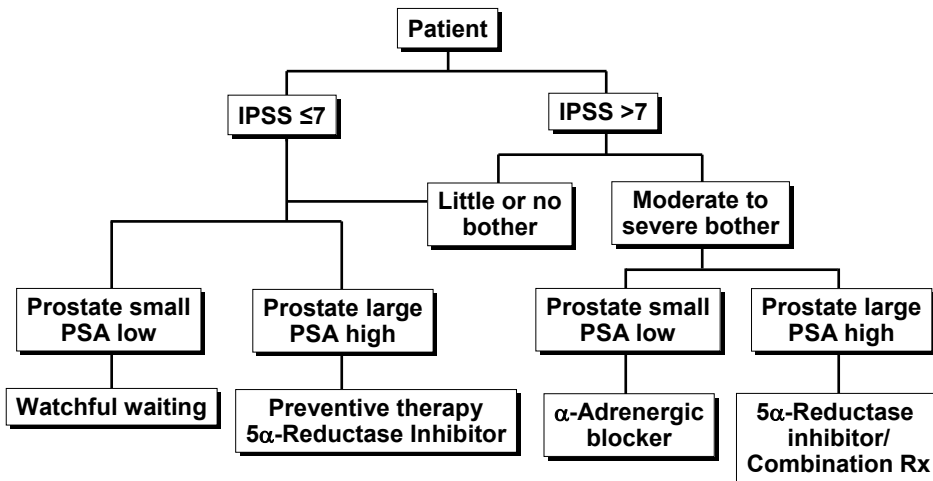 Patient
IPSS ≤7
IPSS >7
Little or no
bother
Moderate to
severe bother
Prostate small
PSA low
Prostate large
PSA high
Prostate small
PSA low
Prostate large
PSA high
Watchful waiting
Preventive therapy
5α-Reductase Inhibitor
α-Adrenergic
blocker
5α-Reductase
inhibitor/
Combination Rx